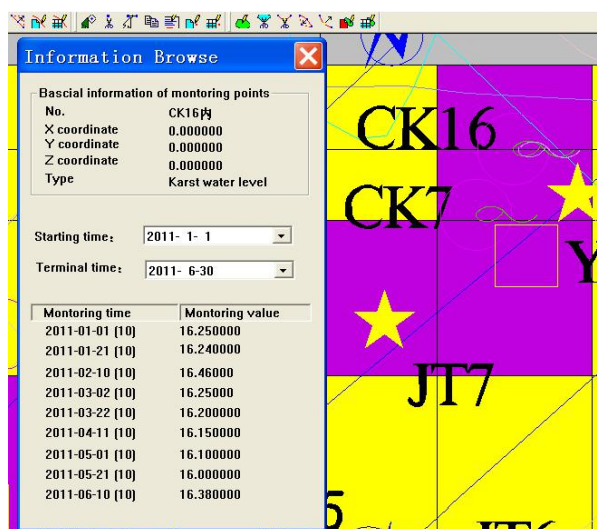 Information Browse
Bascial information of montoring points
No. CK16内
X coordinate 0.000000
Y coordinate 0.000000
Z coordinate 0.000000
Type Karst water level
Starting time: 2011- 1- 1
Terminal time: 2011- 6-30
Montoring time Montoring value
2011-01-01 (10) 16.250000
2011-01-21 (10) 16.240000
2011-02-10 (10) 16.46000
2011-03-02 (10) 16.25000
2011-03-22 (10) 16.200000
2011-04-11 (10) 16.150000
2011-05-01 (10) 16.100000
2011-05-21 (10) 16.000000
2011-06-10 (10) 16.380000
CK16
CK7
Y
JT7
5